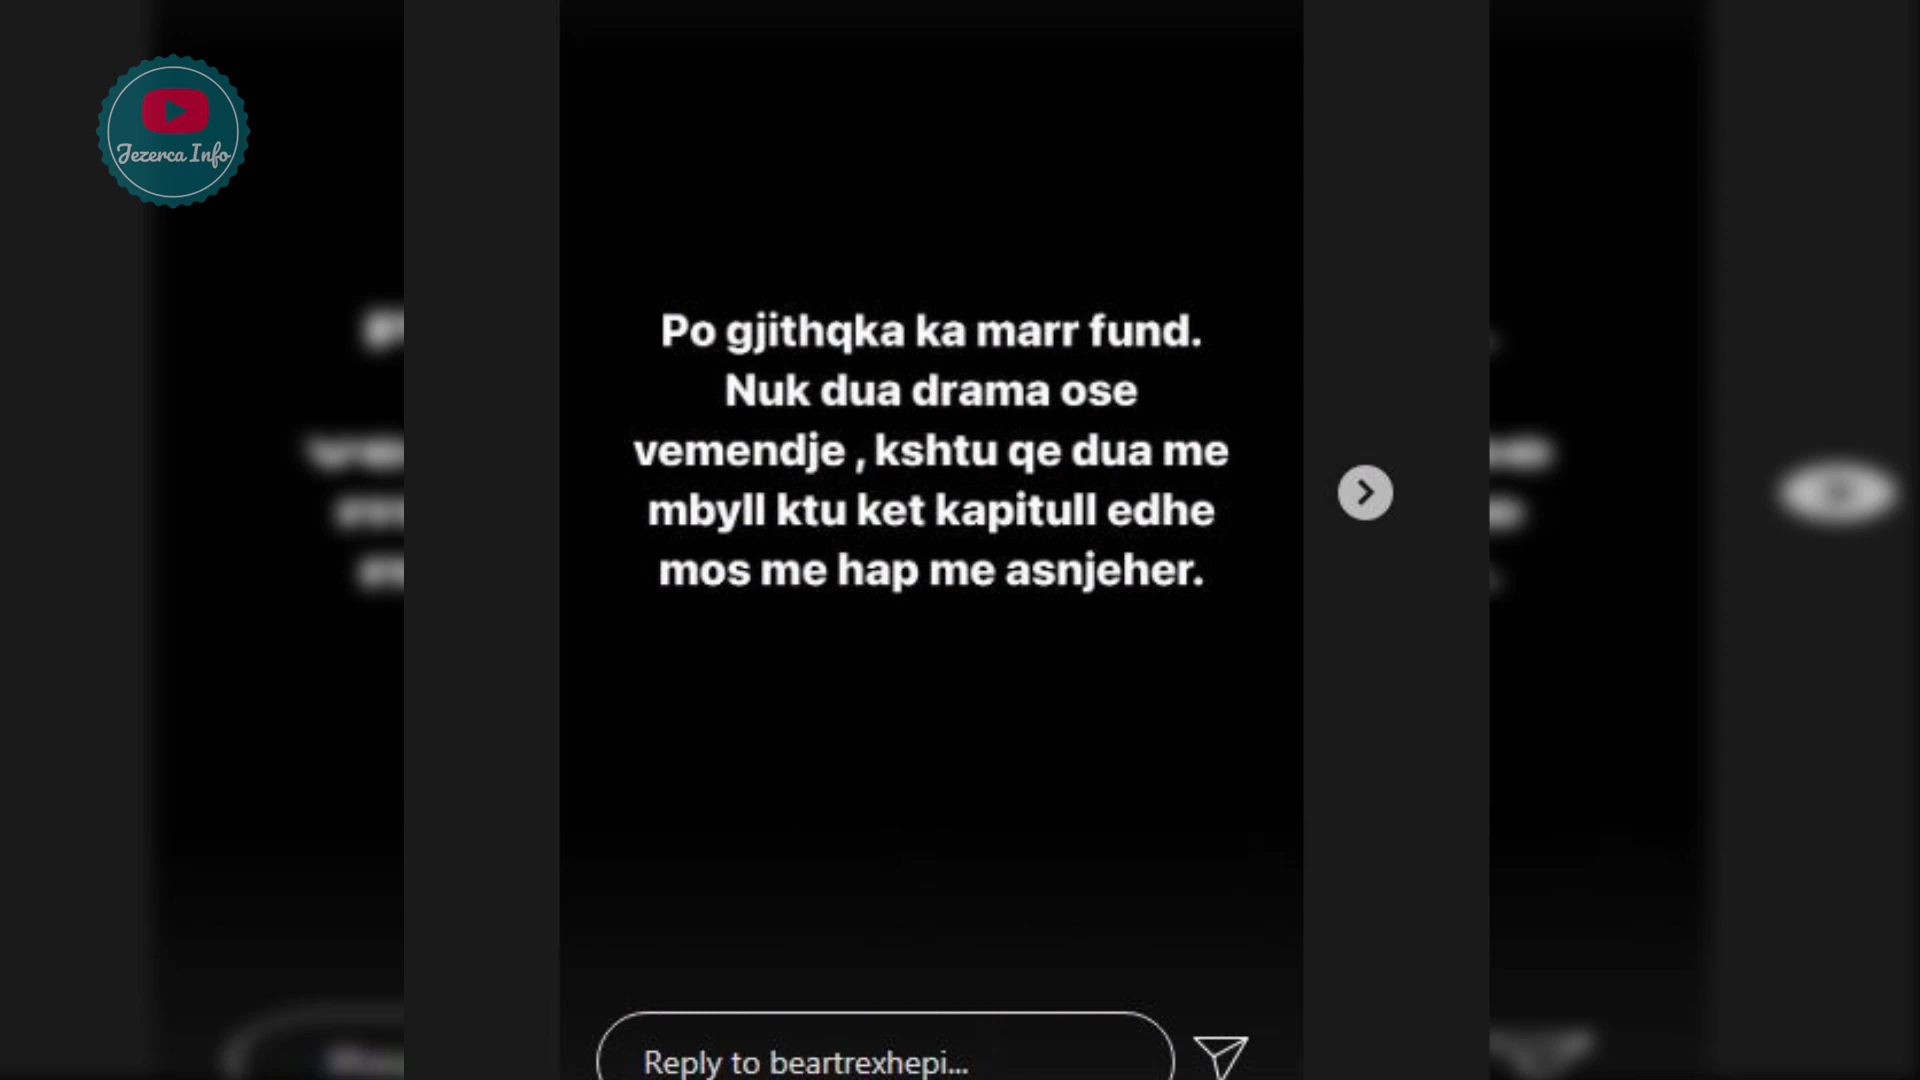 Jezerca Info
Po gjithqka ka marr fund.
Nuk dua drama ose
vemendje , kshtu qe dua me
mbyll ktu ket kapitull edhe
mos me hap me asnjeher.
Reply to beartrexhepi...